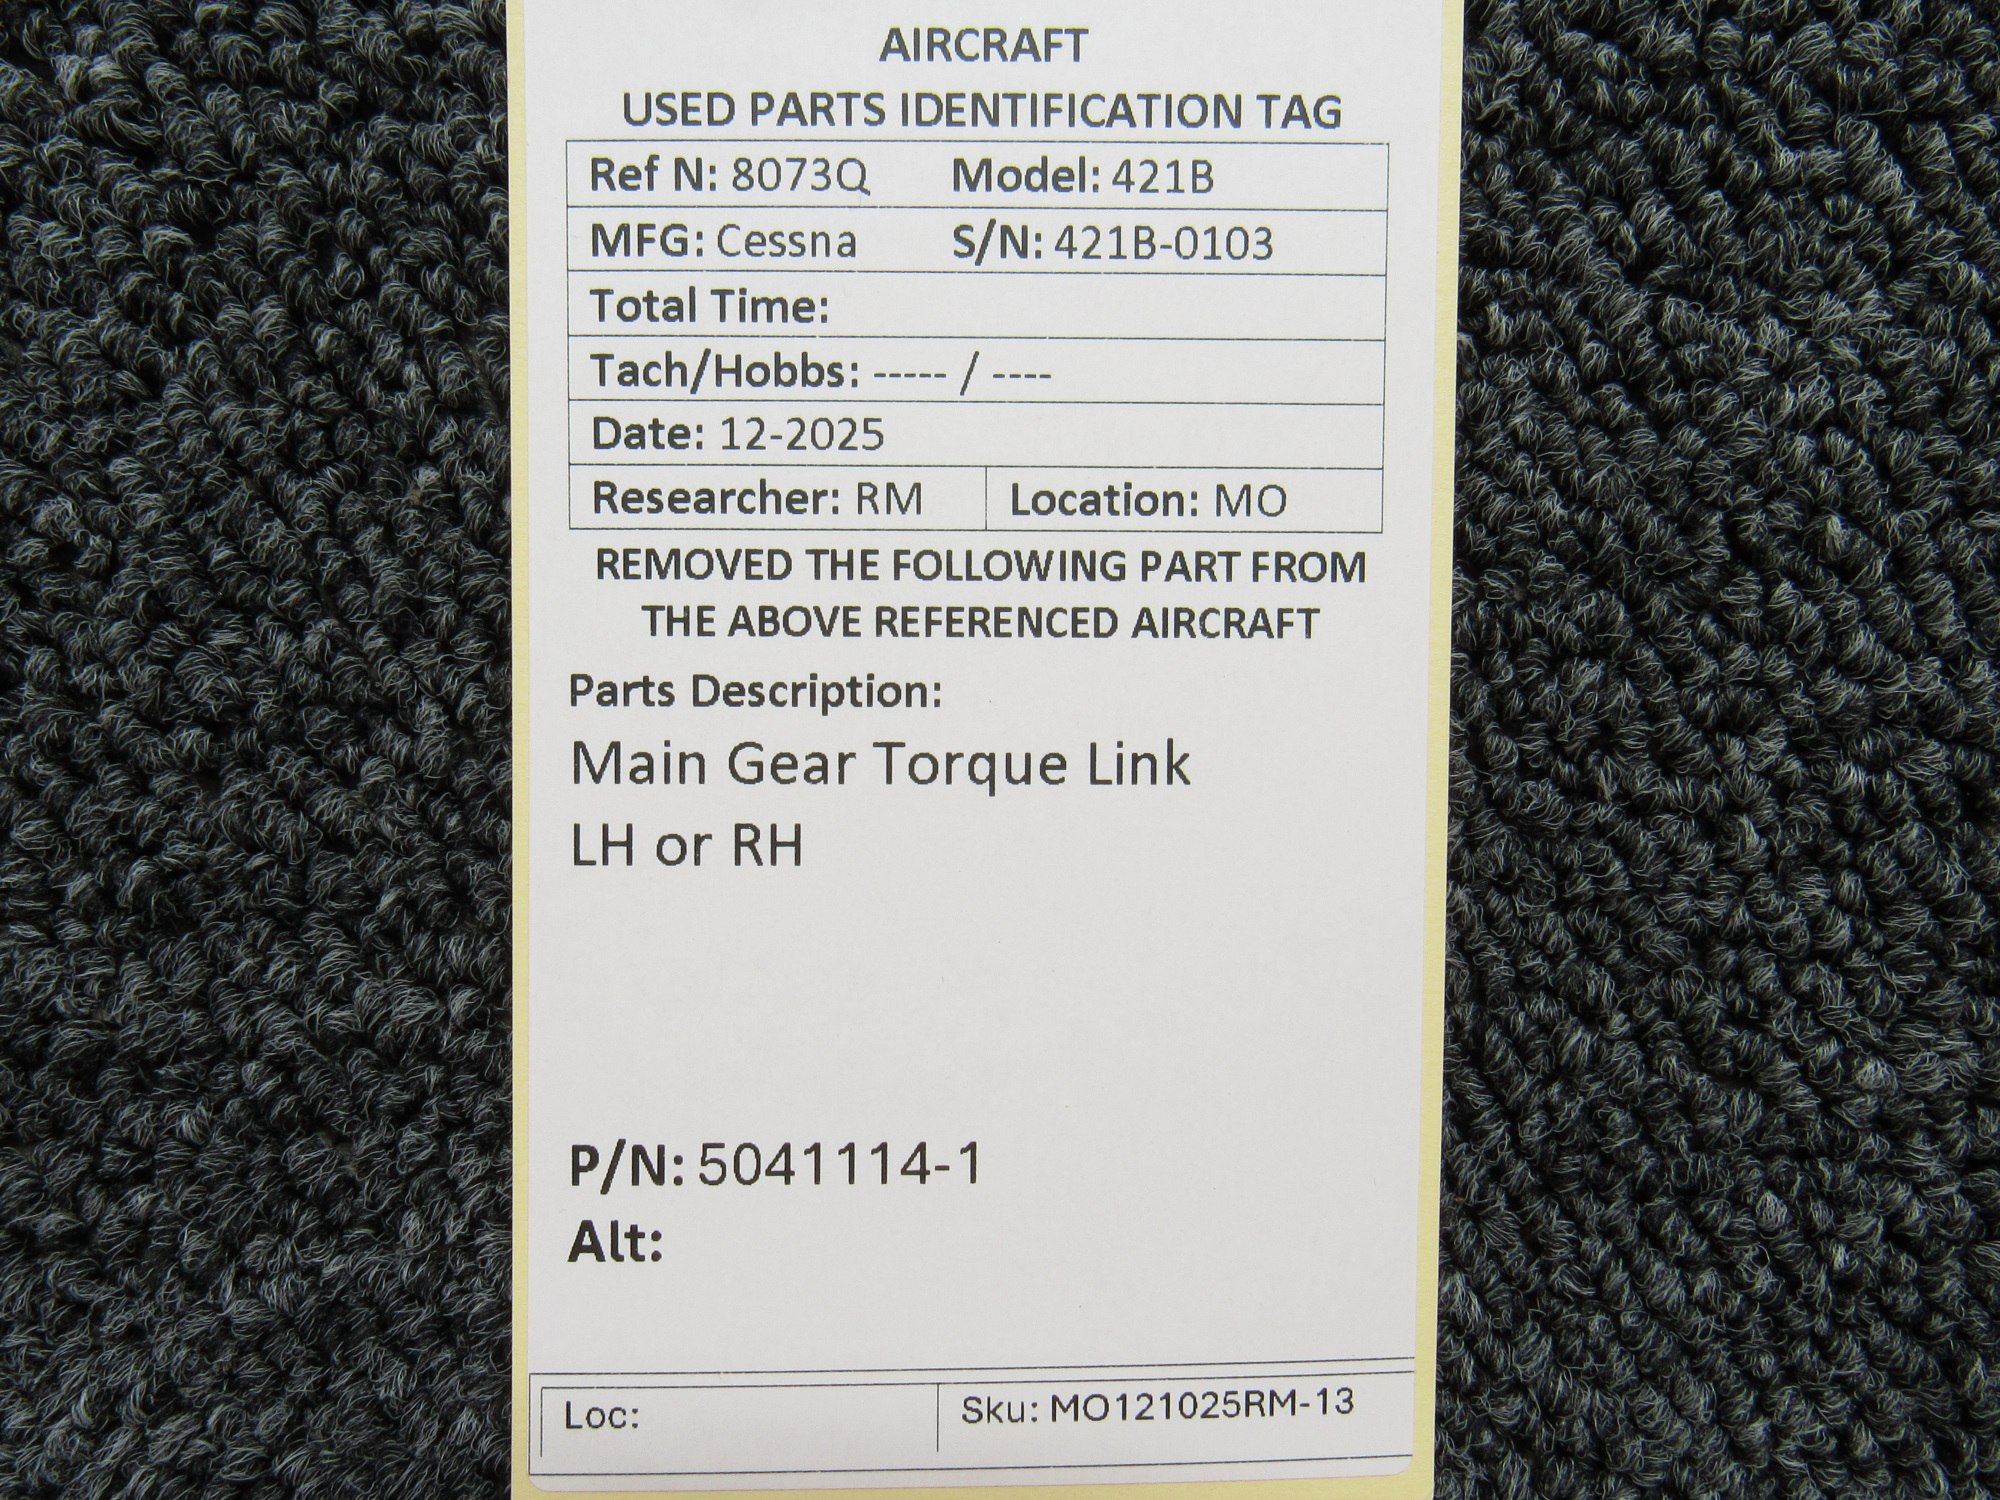 AIRCRAFT
USED PARTS IDENTIFICATION TAG
Ref N: 8073Q Model: 421B
MFG: Cessna S/N: 421B-0103
Total Time:
Tach/Hobbs: ----- / ----
Date: 12-2025
Researcher: RM Location: MO
REMOVED THE FOLLOWING PART FROM
THE ABOVE REFERENCED AIRCRAFT
Parts Description:
Main Gear Torque Link
LH or RH
P/N: 5041114-1
Alt:
Loc: Sku: MO121025RM-13